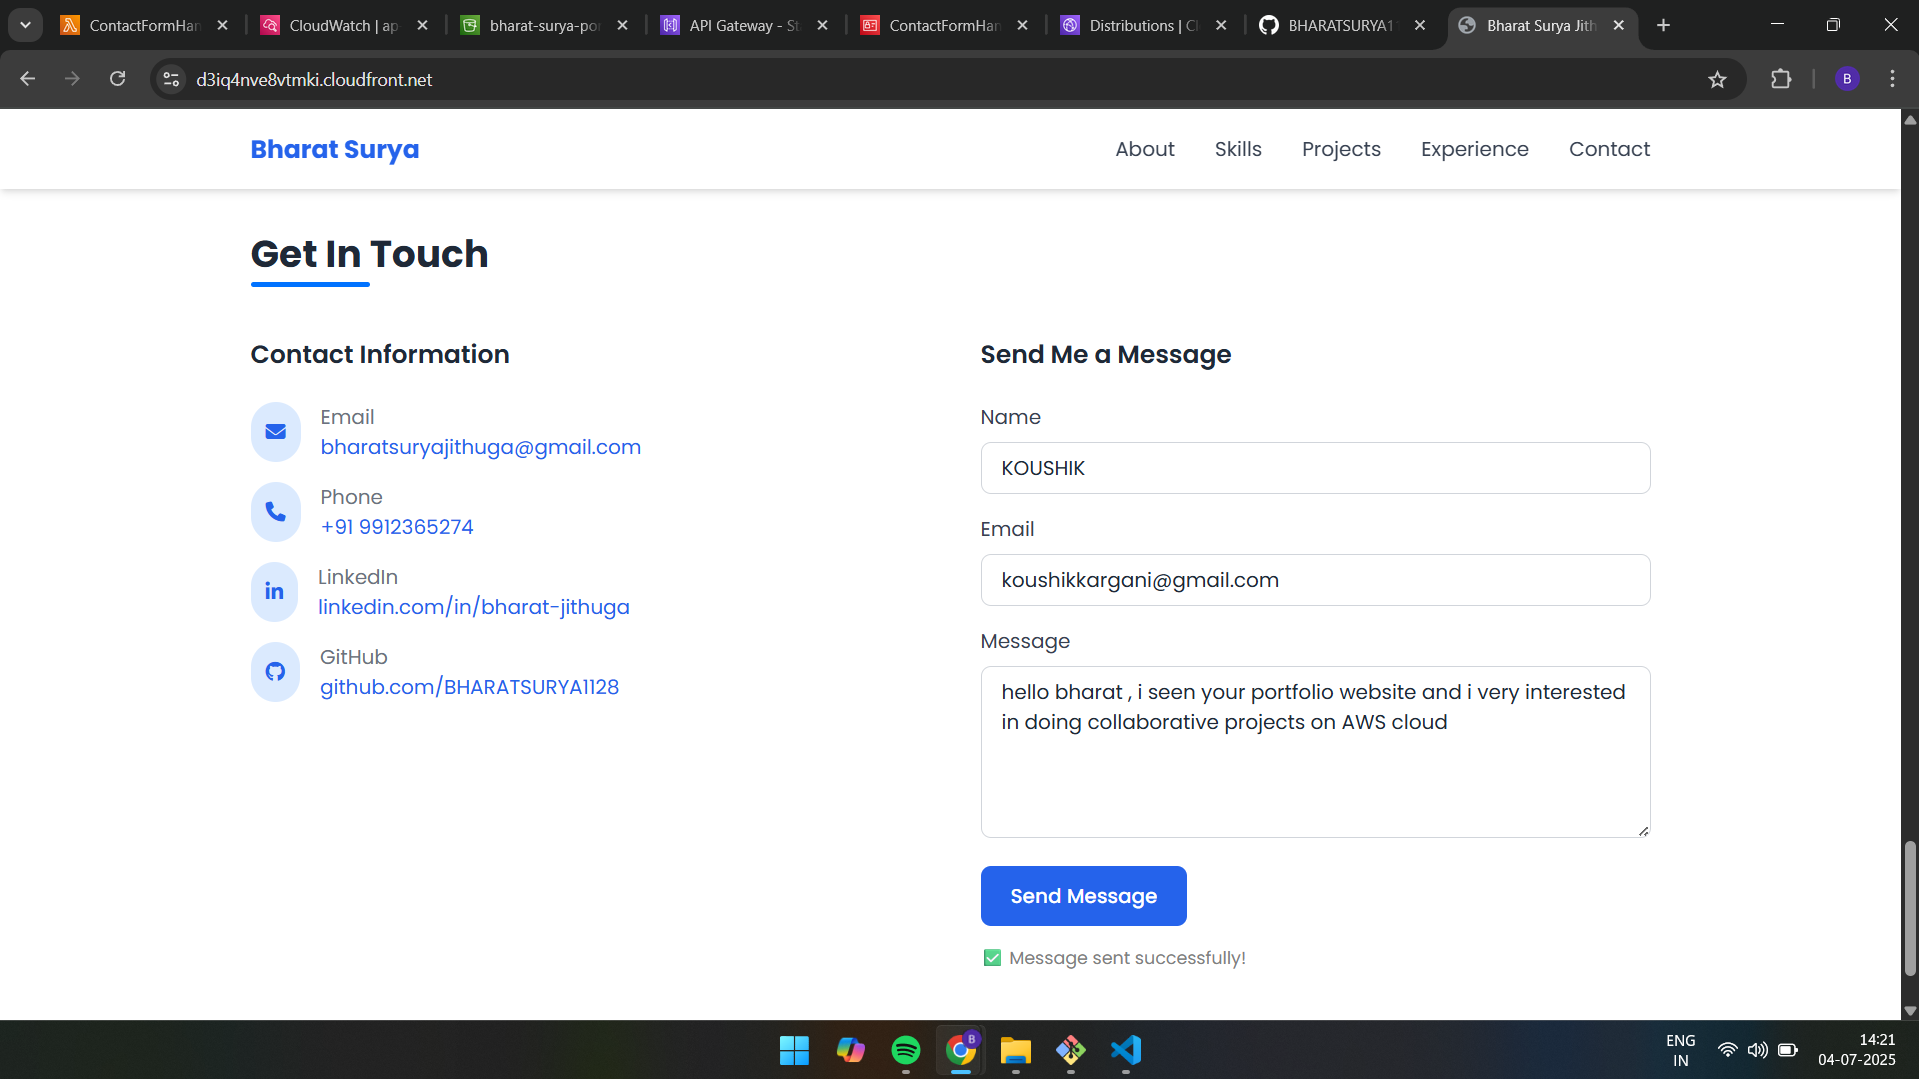 ContactFormHan
CloudWatch | ap
bharat-surya-por
API Gateway - St
ContactFormHan
Distributions | Cl
BHARATSURYA11
Bharat Surya Jith
d3iq4nve8vtmki.cloudfront.net
B
Bharat Surya
About
Skills
Projects
Experience
Contact
Get In Touch
Contact Information
Email
bharatsuryajithuga@gmail.com
Phone
+91 9912365274
LinkedIn
linkedin.com/in/bharat-jithuga
GitHub
github.com/BHARATSURYA1128
Send Me a Message
Name
KOUSHIK
Email
koushikkargani@gmail.com
Message
hello bharat , i seen your portfolio website and i very interested
in doing collaborative projects on AWS cloud
Send Message
✅ Message sent successfully!
B
ENG
IN
14:21
04-07-2025